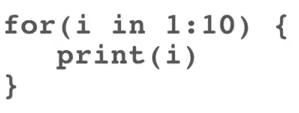 for(i in 1:10) {
   print(i)
}